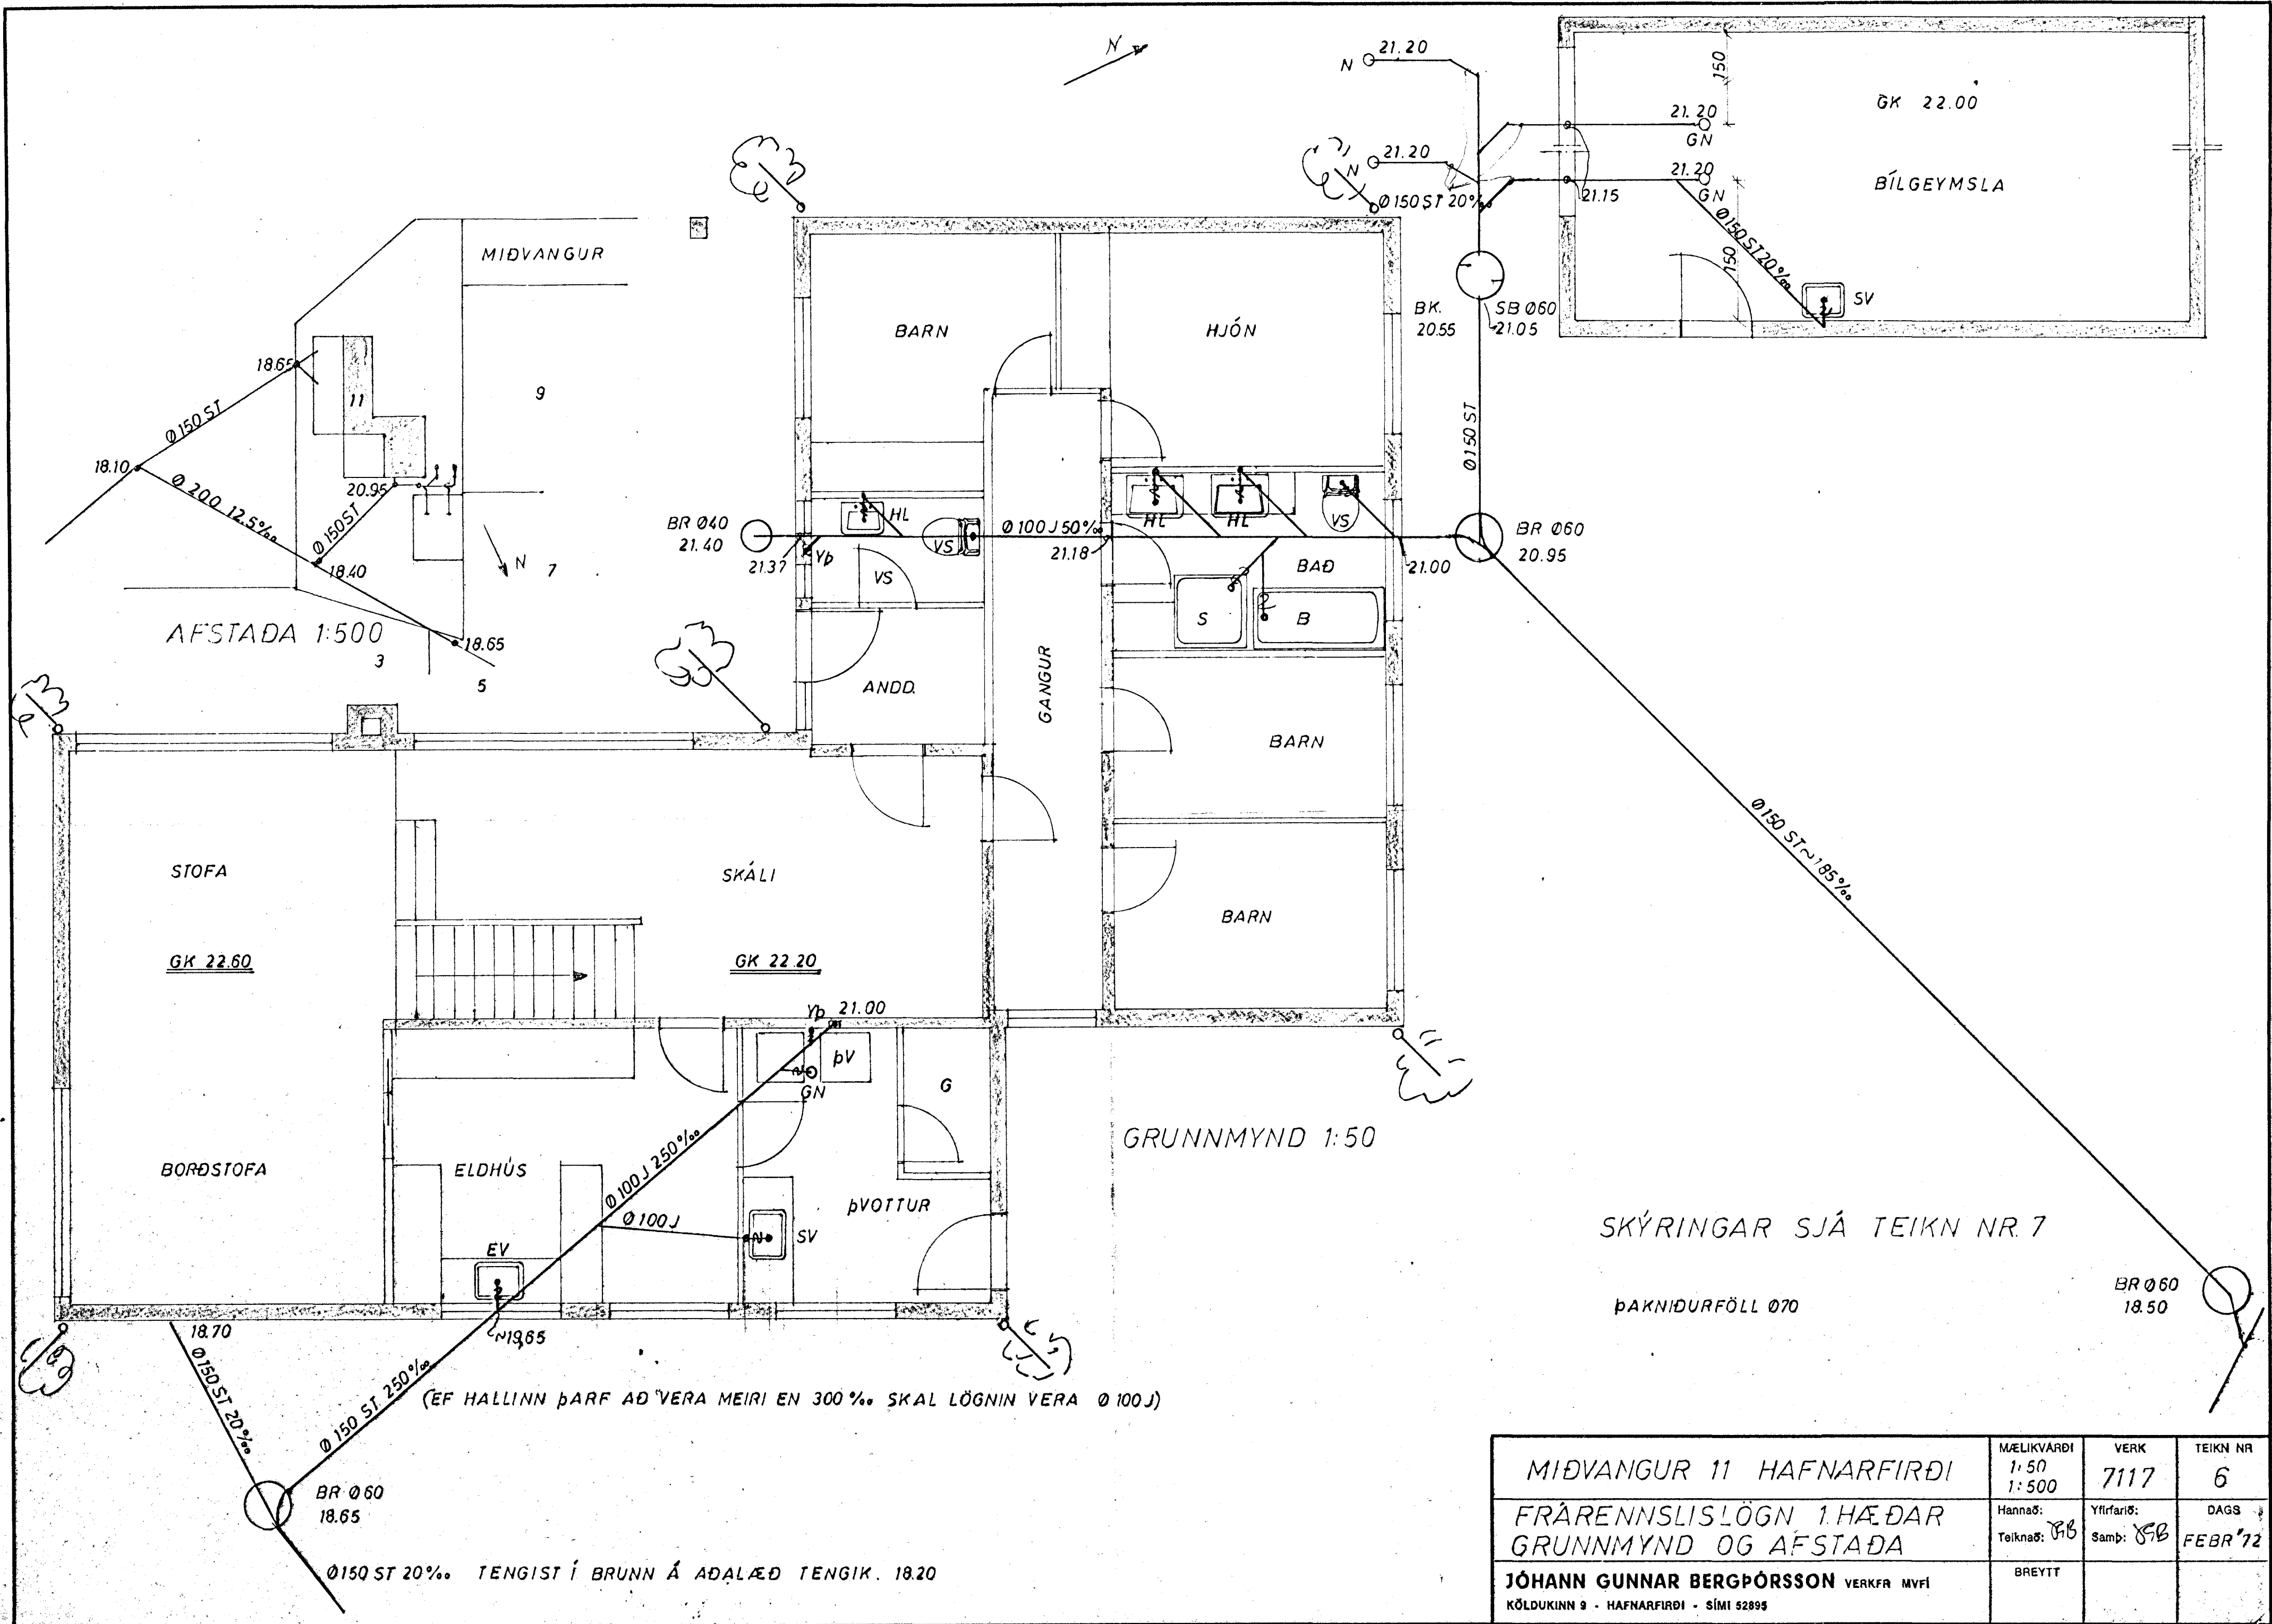 N
N 21.20
N 21.20
Ø 150 ST 20‰
150
21.20
GN
21.20
GN
21.15
GK 22.00
BÍLGEYMSLA
Ø150 ST 20‰
150
SV
MIÐVANGUR
18.65
11
9
Ø 150 ST
18.10
Ø 200 12.5‰
20.95
Ø 150 ST
18.40
N
7
18.65
AFSTAÐA 1:500
3
5
BARN
HJÓN
BK.
20.55
SB Ø60
21.05
Ø 150 ST
BR Ø40
21.40
21.37
Yþ
HL
VS
VS
Ø 100 J 50‰
21.18
HL
HL
VS
BAÐ
21.00
BR Ø60
20.95
S
B
ANDD.
GANGUR
BARN
BARN
STOFA
SKÁLI
GK 22.60
GK 22.20
Ø 150 ST ~ 185‰
Yþ 21.00
þV
GN
G
GRUNNMYND 1:50
BORÐSTOFA
ELDHÚS
Ø 100 J 250‰
Ø 100 J
þVOTTUR
EV
SV
SKÝRINGAR SJÁ TEIKN NR. 7
ÞAKNIÐURFÖLL Ø70
BR Ø60
18.50
18.70
~19,65
Ø 150 ST 20‰
Ø 150 ST 250‰
(EF HALLINN ÞARF AÐ VERA MEIRI EN 300‰ SKAL LÖGNIN VERA Ø 100 J)
BR Ø60
18.65
Ø150 ST 20‰ TENGIST Í BRUNN Á AÐALÆÐ TENGIK. 18.20
MIÐVANGUR 11 HAFNARFIRÐI
MÆLIKVARÐI
1:50
1:500
VERK
7117
TEIKN NR
6
FRÁRENNSLISLÖGN 1. HÆÐAR
GRUNNMYND OG AFSTAÐA
Hannað:
Teiknað:
Yfirfarið:
Samþ:
DAGS
FEBR '72
JÓHANN GUNNAR BERGÞÓRSSON VERKFR MVFÍ
KÖLDUKINN 9 - HAFNARFIRÐI - SÍMI 52895
BREYTT